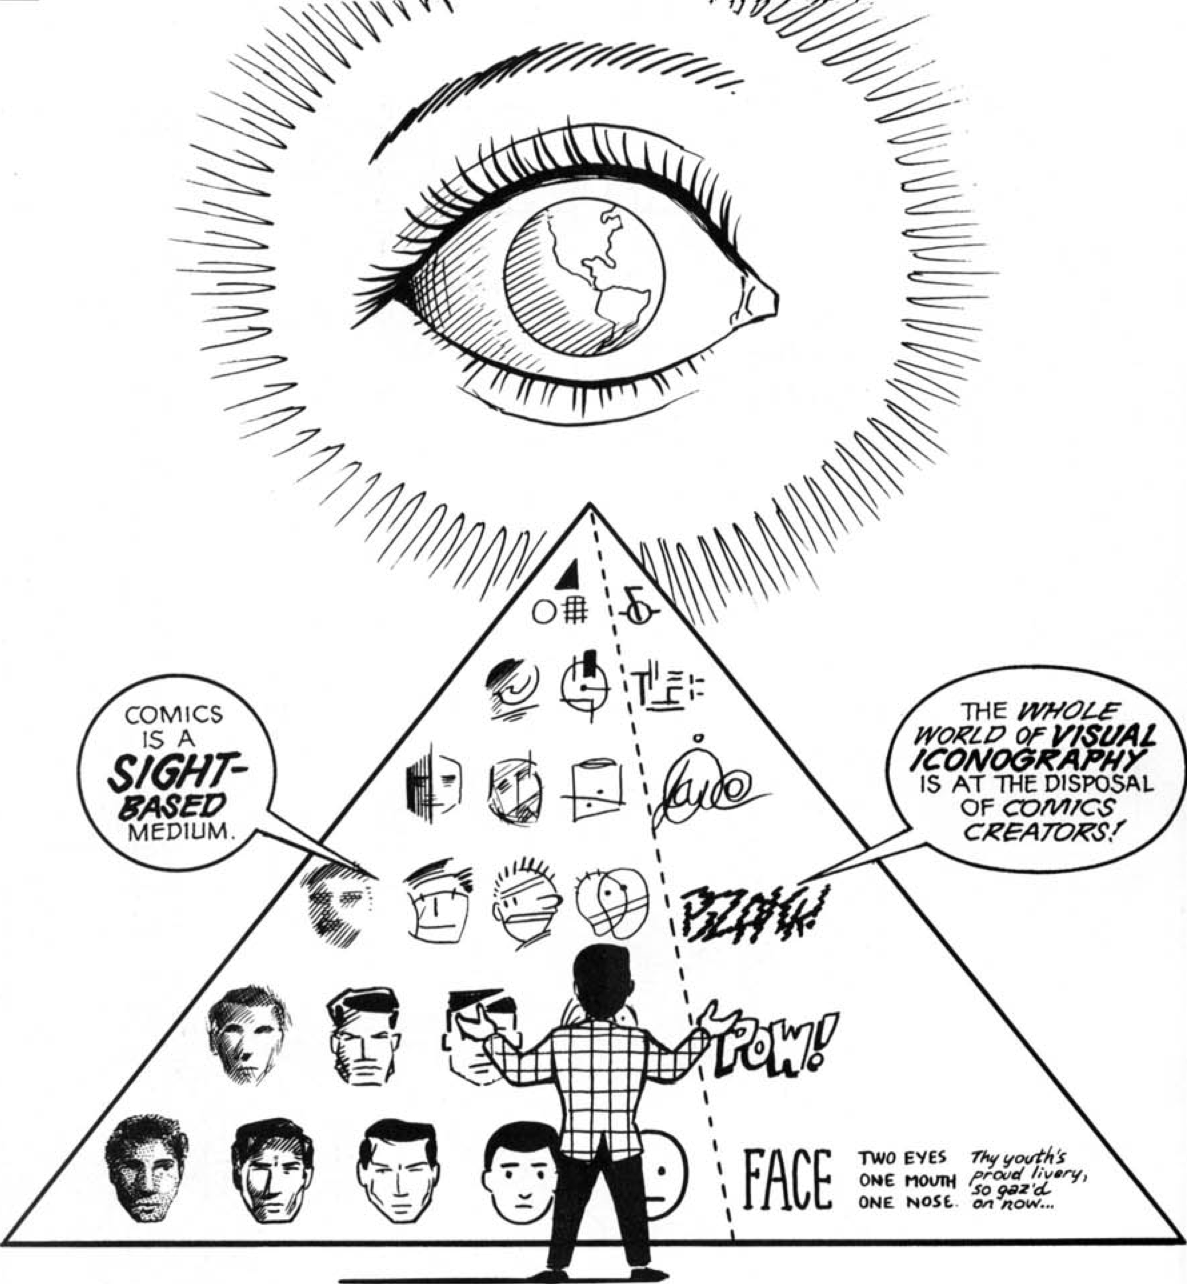 COMICS
IS A
SIGHT-
BASED
MEDIUM.
THE WHOLE
WORLD OF VISUAL
ICONOGRAPHY
IS AT THE DISPOSAL
OF COMICS
CREATORS!
POW!
FACE
TWO EYES
ONE MOUTH
ONE NOSE.
Thy youth's
proud livery,
so gaz'd
on now...